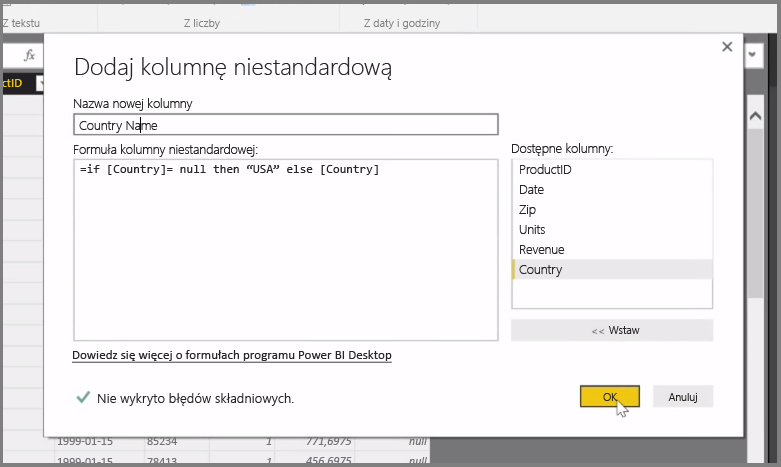 Z tekstu Z liczby Z daty i godziny
fx
ctID
Dodaj kolumnę niestandardową
Nazwa nowej kolumny
Country Name
Formuła kolumny niestandardowej:
=if [Country]= null then “USA” else [Country]
Dostępne kolumny:
ProductID
Date
Zip
Units
Revenue
Country
<< Wstaw
Dowiedz się więcej o formułach programu Power BI Desktop
Nie wykryto błędów składniowych.
OK Anuluj
1999-01-15 85234 1 771,6975 null
1999-01-15 78413 1 456,6975 null